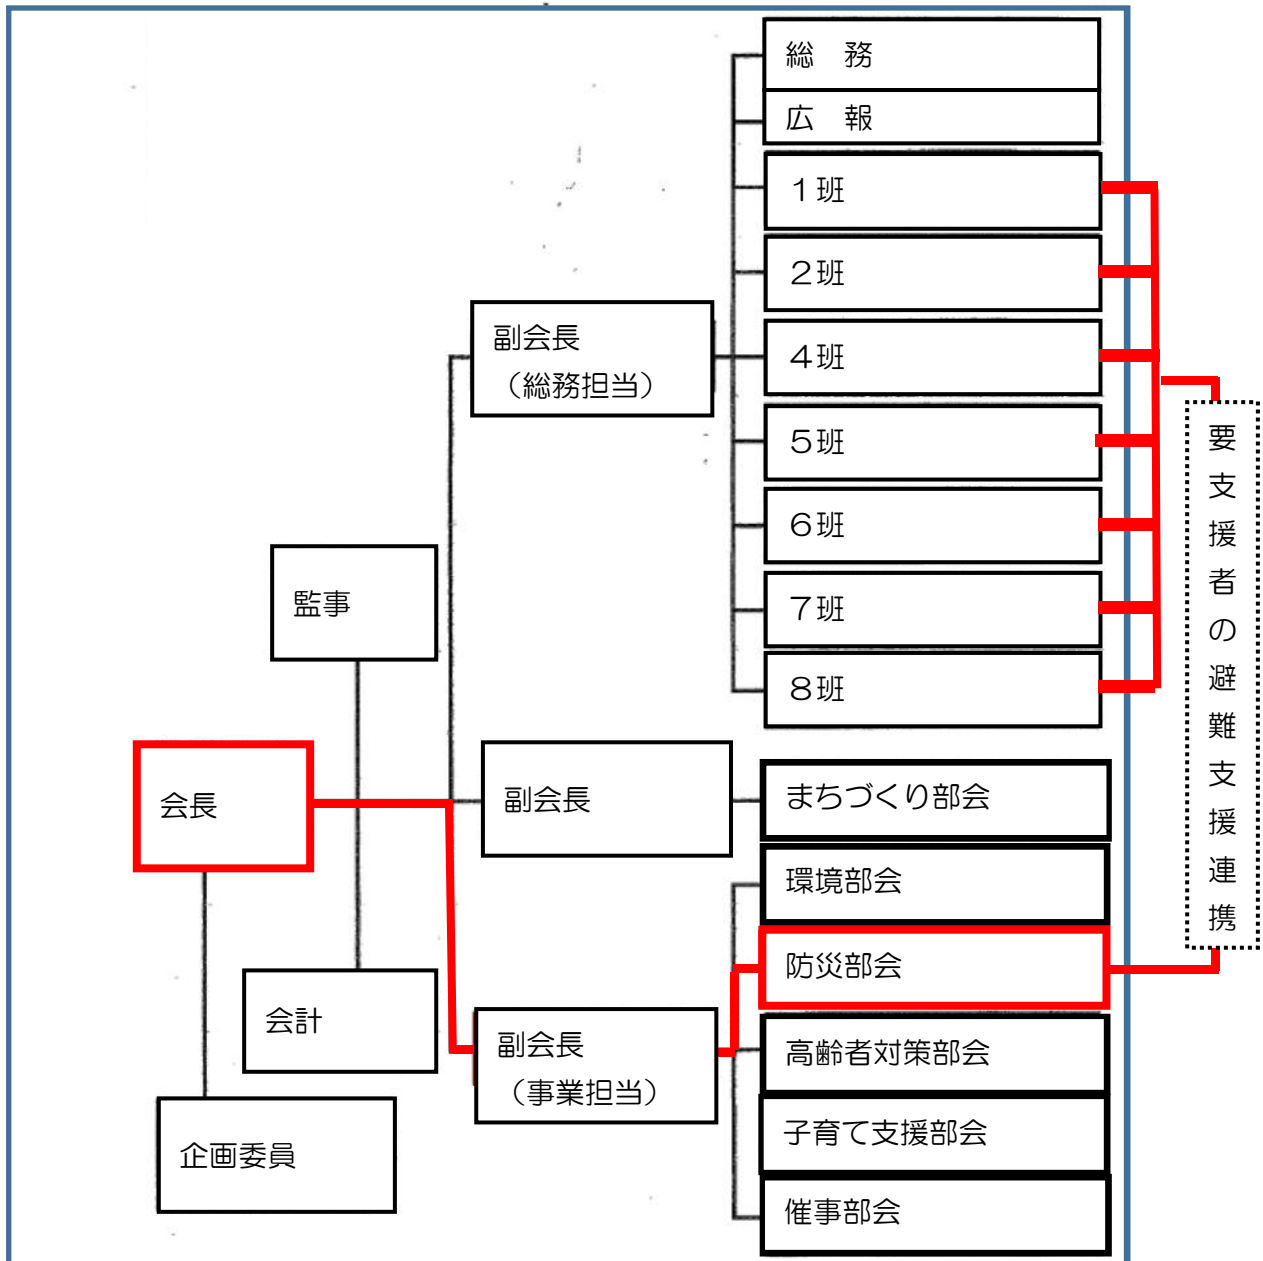 総　務
広　報
１班
２班
４班
５班
６班
７班
８班
副会長
（総務担当）
要支援者の避難支援連携
監事
会長
副会長
まちづくり部会
環境部会
防災部会
会計
副会長
（事業担当）
高齢者対策部会
子育て支援部会
企画委員
催事部会